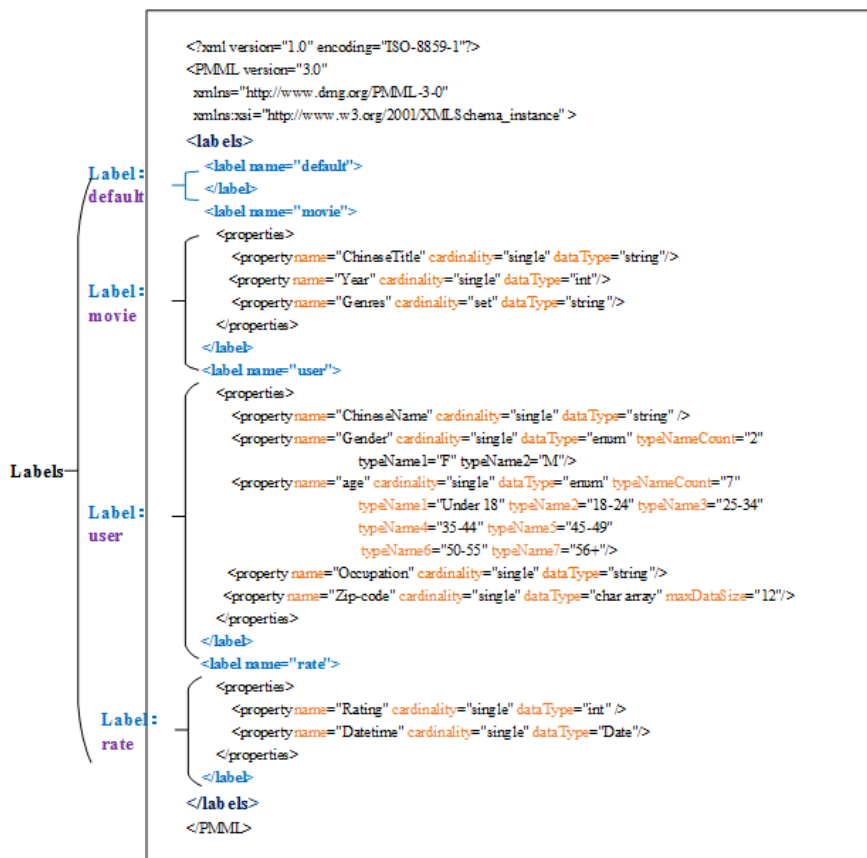 <?xml version="1.0" encoding="ISO-8859-1"?>
<PMML version="3.0"
xmlns="http://www.dmg.org/PMML-3-0"
xmlns:xsi="http://www.w3.org/2001/XMLSchema_instance" >
<labels>
Label:
default
<label name="default">
</label>
<label name="movie">
<properties>
<property name="ChineseTitle" cardinality="single" dataType="string"/>
Label:
movie
<property name="Year" cardinality="single" dataType="int"/>
<property name="Genres" cardinality="set" dataType="string"/>
</properties>
</label>
<label name="user">
<properties>
<property name="ChineseName" cardinality="single" dataType="string" />
<property name="Gender" cardinality="single" dataType="enum" typeNameCount="2"
typeName1="F" typeName2="M"/>
Labels
<property name="age" cardinality="single" dataType="enum" typeNameCount="7"
typeName1="Under 18" typeName2="18-24" typeName3="25-34"
Label:
user
typeName4="35-44" typeName5="45-49"
typeName6="50-55" typeName7="56+"/>
<property name="Occupation" cardinality="single" dataType="string"/>
<property name="Zip-code" cardinality="single" dataType="char array" maxDataSize="12"/>
</properties>
</label>
<label name="rate">
<properties>
<property name="Rating" cardinality="single" dataType="int" />
Label:
rate
<property name="Datetime" cardinality="single" dataType="Date"/>
</properties>
</label>
</labels>
</PMML>